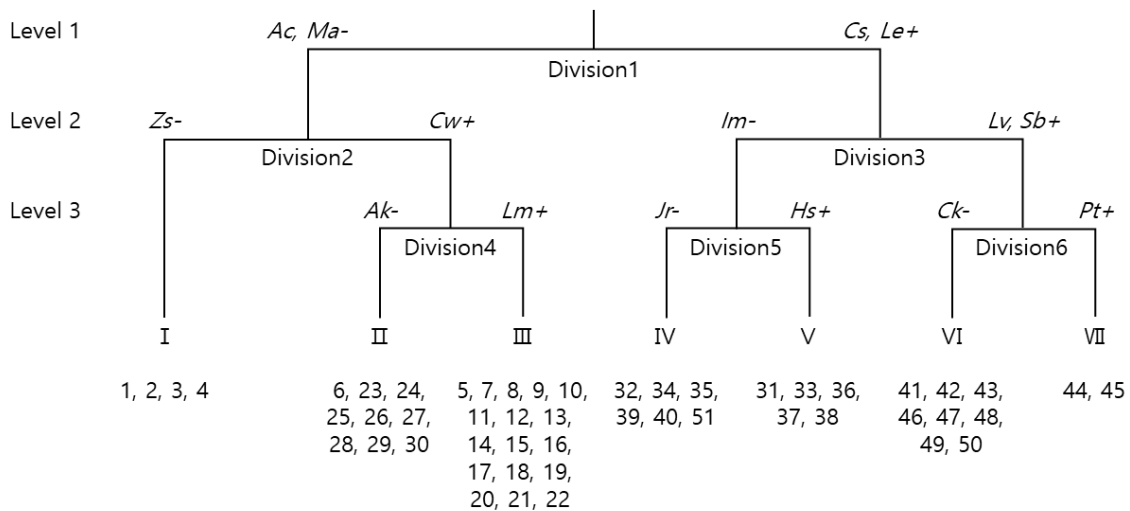 Level 1 Ac, Ma- Cs, Le+
Division1
Level 2 Zs- Cw+ Im- Lv, Sb+
Division2 Division3
Level 3 Ak- Lm+ Jr- Hs+ Ck- Pt+
Division4 Division5 Division6
Ⅰ Ⅱ Ⅲ Ⅳ Ⅴ Ⅵ Ⅶ
1, 2, 3, 4 6, 23, 24, 5, 7, 8, 9, 10, 32, 34, 35, 31, 33, 36, 41, 42, 43, 44, 45
25, 26, 27, 11, 12, 13, 39, 40, 51 37, 38 46, 47, 48,
28, 29, 30 14, 15, 16, 49, 50
17, 18, 19,
20, 21, 22